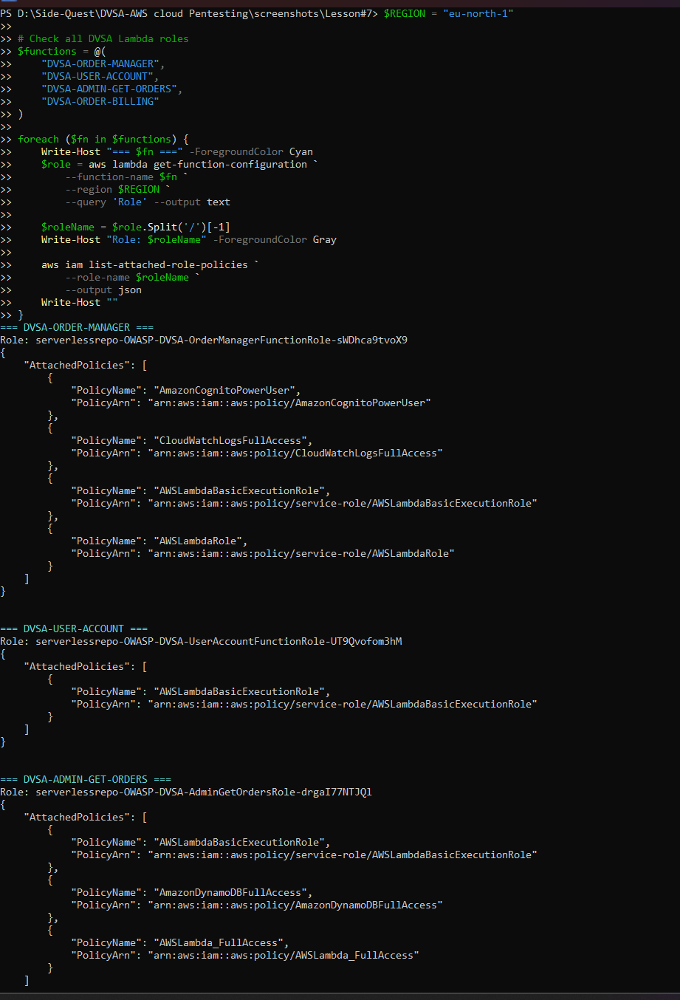 PS D:\Side-Quest\DVSA-AWS cloud Pentesting\screenshots\Lesson#7> $REGION = "eu-north-1"
>>
>> # Check all DVSA Lambda roles
>> $functions = @(
>>     "DVSA-ORDER-MANAGER",
>>     "DVSA-USER-ACCOUNT",
>>     "DVSA-ADMIN-GET-ORDERS",
>>     "DVSA-ORDER-BILLING"
>> )
>>
>> foreach ($fn in $functions) {
>>     Write-Host "=== $fn ===" -ForegroundColor Cyan
>>     $role = aws lambda get-function-configuration `
>>         --function-name $fn `
>>         --region $REGION `
>>         --query 'Role' --output text
>>
>>     $roleName = $role.Split('/')[-1]
>>     Write-Host "Role: $roleName" -ForegroundColor Gray
>>
>>     aws iam list-attached-role-policies `
>>         --role-name $roleName `
>>         --output json
>>     Write-Host ""
>> }
=== DVSA-ORDER-MANAGER ===
Role: serverlessrepo-OWASP-DVSA-OrderManagerFunctionRole-sWDhca9tvoX9
{
    "AttachedPolicies": [
        {
            "PolicyName": "AmazonCognitoPowerUser",
            "PolicyArn": "arn:aws:iam::aws:policy/AmazonCognitoPowerUser"
        },
        {
            "PolicyName": "CloudWatchLogsFullAccess",
            "PolicyArn": "arn:aws:iam::aws:policy/CloudWatchLogsFullAccess"
        },
        {
            "PolicyName": "AWSLambdaBasicExecutionRole",
            "PolicyArn": "arn:aws:iam::aws:policy/service-role/AWSLambdaBasicExecutionRole"
        },
        {
            "PolicyName": "AWSLambdaRole",
            "PolicyArn": "arn:aws:iam::aws:policy/service-role/AWSLambdaRole"
        }
    ]
}
=== DVSA-USER-ACCOUNT ===
Role: serverlessrepo-OWASP-DVSA-UserAccountFunctionRole-UT9Qvofom3hM
{
    "AttachedPolicies": [
        {
            "PolicyName": "AWSLambdaBasicExecutionRole",
            "PolicyArn": "arn:aws:iam::aws:policy/service-role/AWSLambdaBasicExecutionRole"
        }
    ]
}
=== DVSA-ADMIN-GET-ORDERS ===
Role: serverlessrepo-OWASP-DVSA-AdminGetOrdersRole-drgaI77NTJQl
{
    "AttachedPolicies": [
        {
            "PolicyName": "AWSLambdaBasicExecutionRole",
            "PolicyArn": "arn:aws:iam::aws:policy/service-role/AWSLambdaBasicExecutionRole"
        },
        {
            "PolicyName": "AmazonDynamoDBFullAccess",
            "PolicyArn": "arn:aws:iam::aws:policy/AmazonDynamoDBFullAccess"
        },
        {
            "PolicyName": "AWSLambda_FullAccess",
            "PolicyArn": "arn:aws:iam::aws:policy/AWSLambda_FullAccess"
        }
    ]